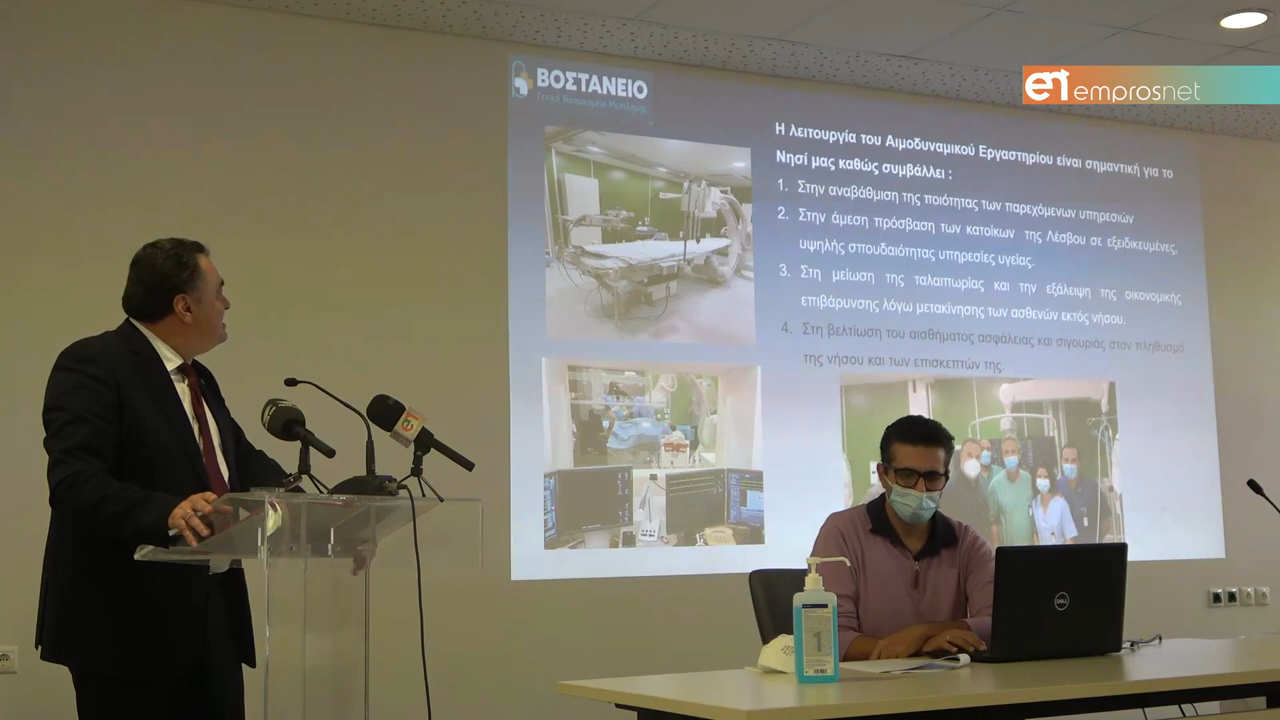 ΒΟΣΤΑΝΕΙΟ
Γενικό Νοσοκομείο Μυτιλήνης
en emprosnet
Η λειτουργία του Αιμοδυναμικού Εργαστηρίου είναι σημαντική για το
Νησί μας καθώς συμβάλλει :
1. Στην αναβάθμιση της ποιότητας των παρεχόμενων υπηρεσιών
2. Στην άμεση πρόσβαση των κατοίκων της Λέσβου σε εξειδικευμένες,
υψηλής σπουδαιότητας υπηρεσίες υγείας.
3. Στη μείωση της ταλαιπωρίας και την εξάλειψη της οικονομικής
επιβάρυνσης λόγω μετακίνησης των ασθενών εκτός νήσου.
4. Στη βελτίωση του αισθήματος ασφάλειας και σιγουριάς στον πληθυσμό
της νήσου και των επισκεπτών της.
en
DELL
1